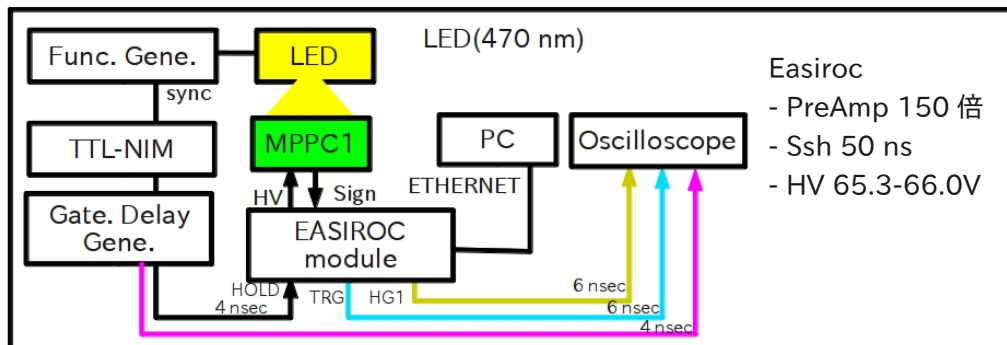 LED(470 nm)
Func. Gene.
LED
sync
TTL-NIM
MPPC1
PC
Oscilloscope
HV
Sign
ETHERNET
Gate. Delay
Gene.
EASIROC
module
HOLD
4 nsec
TRG
HG1
6 nsec
6 nsec
4 nsec
Easiroc
- PreAmp 150 倍
- Ssh 50 ns
- HV 65.3-66.0V